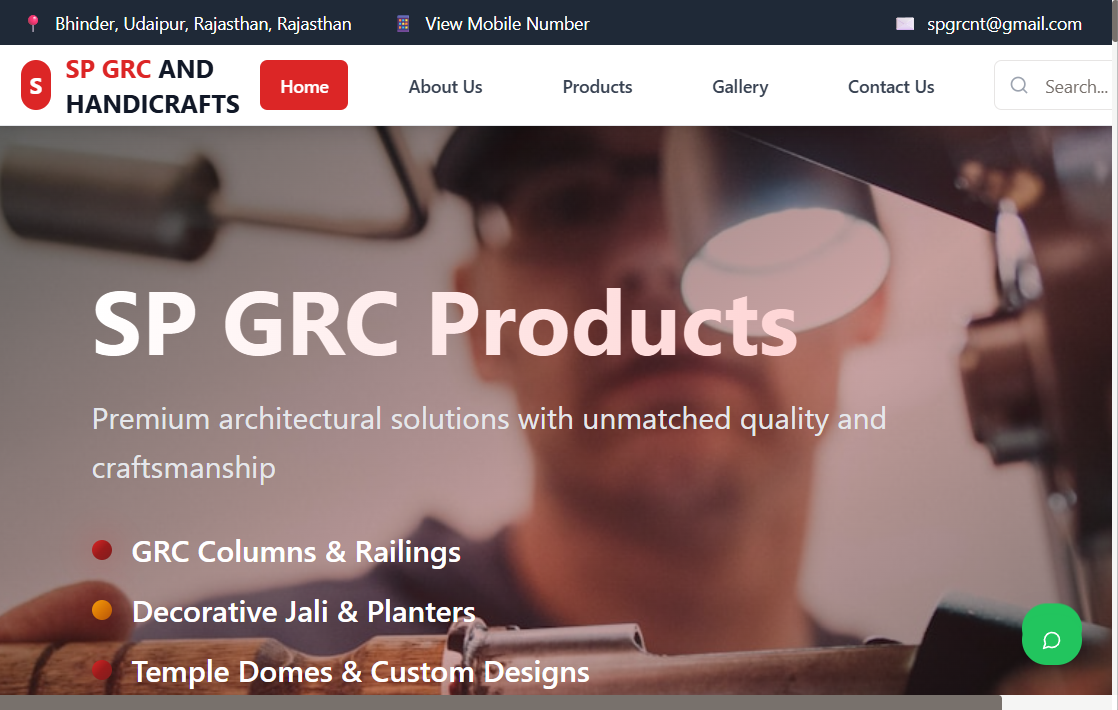 Bhinder, Udaipur, Rajasthan, Rajasthan
View Mobile Number
spgrcnt@gmail.com
S
SP GRC AND
HANDICRAFTS
Home
About Us
Products
Gallery
Contact Us
Search...
SP GRC Products
Premium architectural solutions with unmatched quality and
craftsmanship
GRC Columns & Railings
Decorative Jali & Planters
Temple Domes & Custom Designs